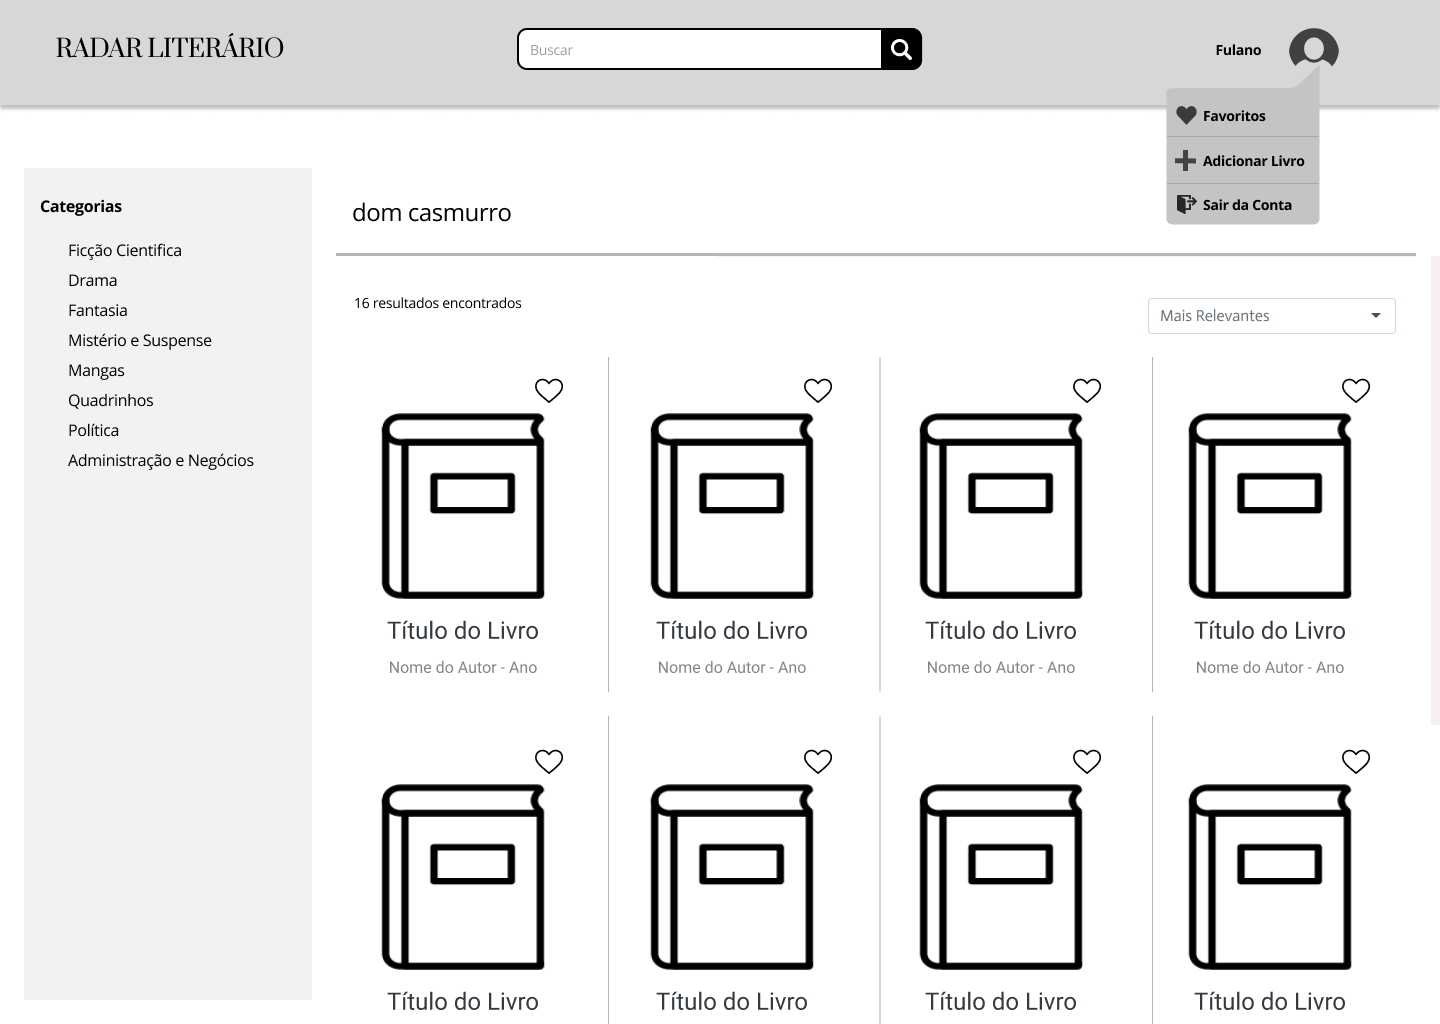 RADAR LITERÁRIO
Buscar
Fulano
Favoritos
Adicionar Livro
Sair da Conta
Categorias
Ficção Cientifica
Drama
Fantasia
Mistério e Suspense
Mangas
Quadrinhos
Política
Administração e Negócios
dom casmurro
16 resultados encontrados
Mais Relevantes
Título do Livro
Nome do Autor - Ano
Título do Livro
Nome do Autor - Ano
Título do Livro
Nome do Autor - Ano
Título do Livro
Nome do Autor - Ano
Título do Livro
Título do Livro
Título do Livro
Título do Livro